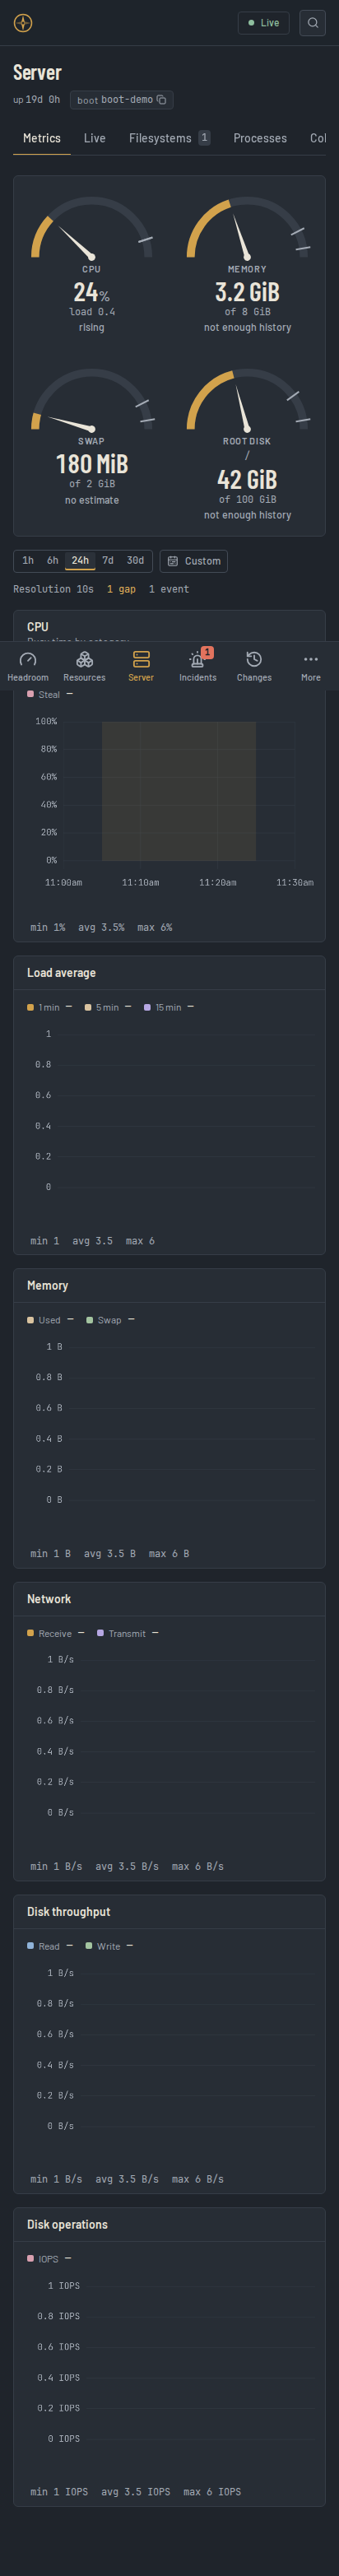 Live
Server
up 19d 0h boot boot-demo
Metrics Live Filesystems 1 Processes Col
CPU
24%
load 0.4
rising
MEMORY
3.2 GiB
of 8 GiB
not enough history
SWAP
180 MiB
of 2 GiB
no estimate
ROOT DISK
/
42 GiB
of 100 GiB
not enough history
1h 6h 24h 7d 30d Custom
Resolution 10s 1 gap 1 event
CPU
Headroom Resources Server Incidents 1 Changes More
Steal —
100%
80%
60%
40%
20%
0%
11:00am 11:10am 11:20am 11:30am
min 1% avg 3.5% max 6%
Load average
1 min — 5 min — 15 min —
1
0.8
0.6
0.4
0.2
0
min 1 avg 3.5 max 6
Memory
Used — Swap —
1 B
0.8 B
0.6 B
0.4 B
0.2 B
0 B
min 1 B avg 3.5 B max 6 B
Network
Receive — Transmit —
1 B/s
0.8 B/s
0.6 B/s
0.4 B/s
0.2 B/s
0 B/s
min 1 B/s avg 3.5 B/s max 6 B/s
Disk throughput
Read — Write —
1 B/s
0.8 B/s
0.6 B/s
0.4 B/s
0.2 B/s
0 B/s
min 1 B/s avg 3.5 B/s max 6 B/s
Disk operations
IOPS —
1 IOPS
0.8 IOPS
0.6 IOPS
0.4 IOPS
0.2 IOPS
0 IOPS
min 1 IOPS avg 3.5 IOPS max 6 IOPS